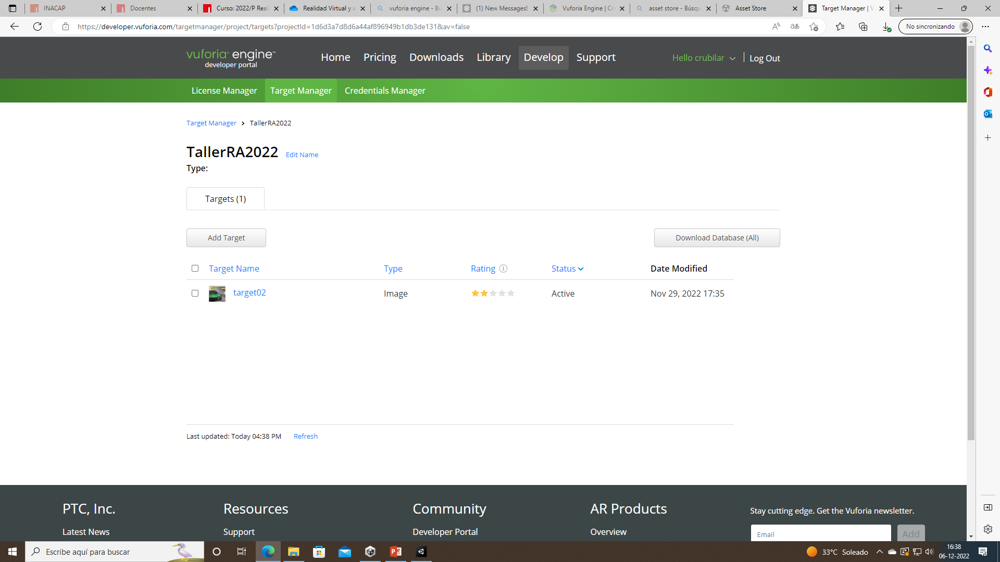 INACAP
Docentes
Curso: 2022/P Real
Realidad Virtual y a
vuforia engine - Bú
(1) New Messages!
Vuforia Engine | Cr
asset store - Búsqu
Asset Store
Target Manager | V
https://developer.vuforia.com/targetmanager/project/targets?projectId=1d6d3a7d8d6a44af896949b1db3de131&av=false
No sincronizando
vuforia® engine™
developer portal
Home
Pricing
Downloads
Library
Develop
Support
Hello crubilar
Log Out
License Manager
Target Manager
Credentials Manager
Target Manager > TallerRA2022
TallerRA2022 Edit Name
Type:
Targets (1)
Add Target
Download Database (All)
Target Name Type Rating Status Date Modified
target02 Image Active Nov 29, 2022 17:35
Last updated: Today 04:38 PM Refresh
PTC, Inc.
Resources
Community
AR Products
Stay cutting edge. Get the Vuforia newsletter.
Latest News
Support
Developer Portal
Overview
Email
Add
Escribe aquí para buscar
33°C Soleado
16:38
06-12-2022